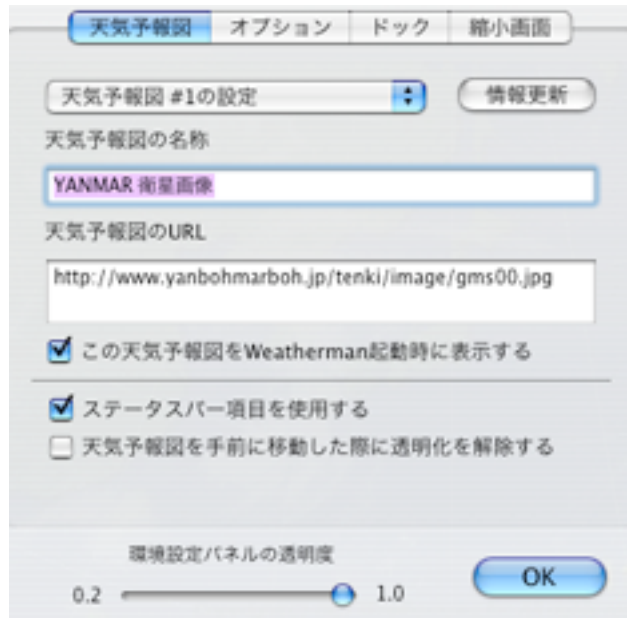 天気予報図 オプション ドック 縮小画面
天気予報図 #1の設定 情報更新
天気予報図の名称
YANMAR 衛星画像
天気予報図のURL
http://www.yanbohmarboh.jp/tenki/image/gms00.jpg
この天気予報図をWeatherman起動時に表示する
ステータスバー項目を使用する
天気予報図を手前に移動した際に透明化を解除する
環境設定パネルの透明度
0.2 1.0 OK